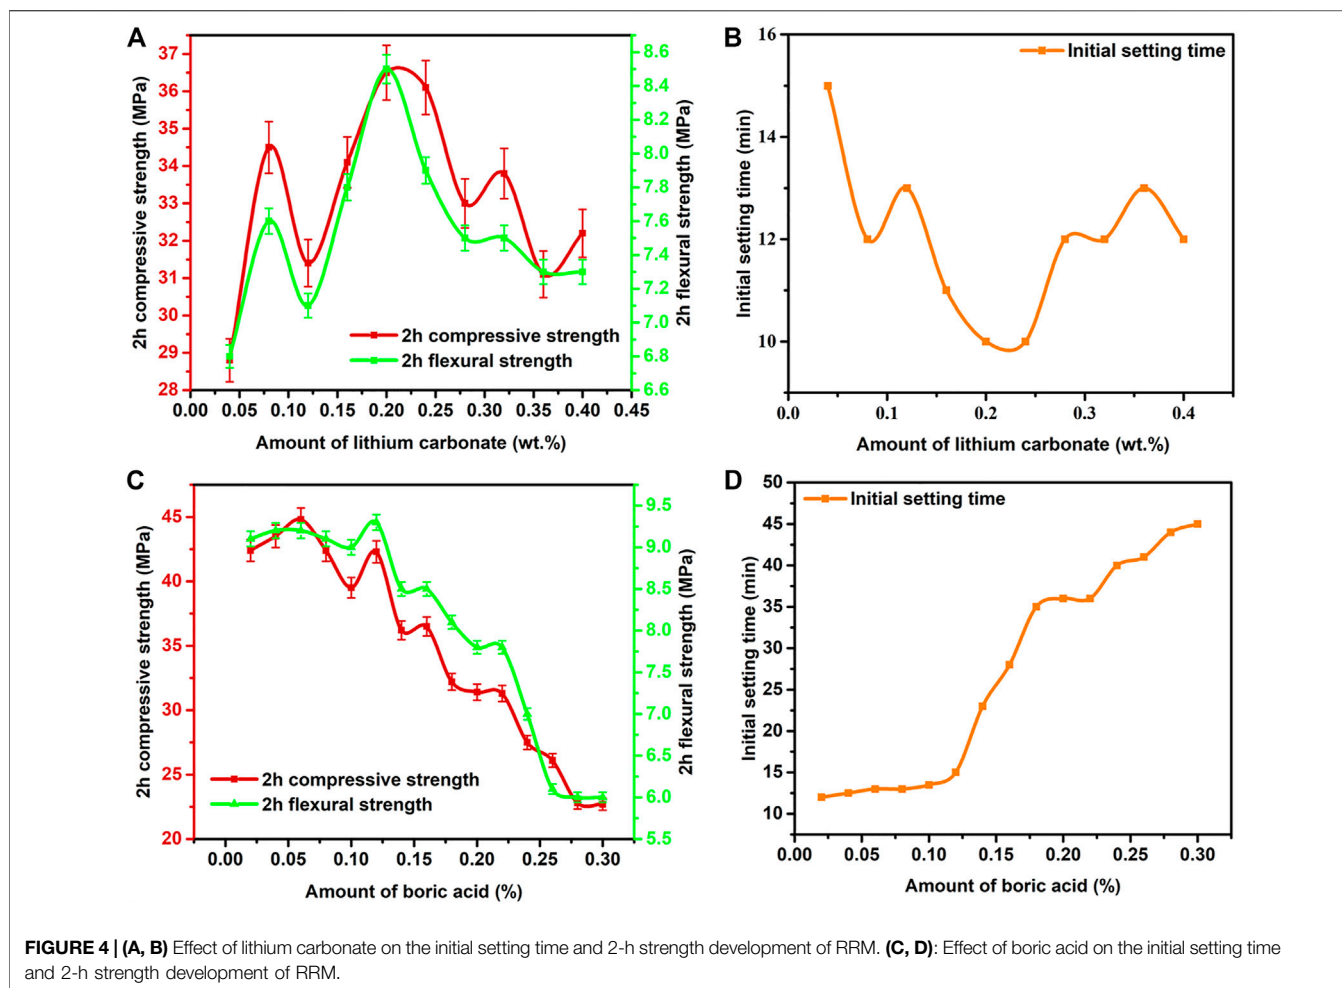 A
37
36
35
34
33
32
31
30
29
28
2h compressive strength (MPa)
8.6
8.4
8.2
8.0
7.8
7.6
7.4
7.2
7.0
6.8
6.6
2h flexural strength (MPa)
2h compressive strength
2h flexural strength
0.00 0.05 0.10 0.15 0.20 0.25 0.30 0.35 0.40 0.45
Amount of lithium carbonate (wt.%)
B
16
14
12
10
Initial setting time (min)
Initial setting time
0.0 0.1 0.2 0.3 0.4
Amount of lithium carbonate (wt.%)
C
45
40
35
30
25
20
2h compressive strength (MPa)
9.5
9.0
8.5
8.0
7.5
7.0
6.5
6.0
5.5
2h flexural strength (MPa)
2h compressive strength
2h flexural strength
0.00 0.05 0.10 0.15 0.20 0.25 0.30
Amount of boric acid (%)
D
50
45
40
35
30
25
20
15
10
Initial setting time (min)
Initial setting time
0.00 0.05 0.10 0.15 0.20 0.25 0.30
Amount of boric acid (%)
FIGURE 4 | (A, B) Effect of lithium carbonate on the initial setting time and 2-h strength development of RRM. (C, D): Effect of boric acid on the initial setting time
and 2-h strength development of RRM.